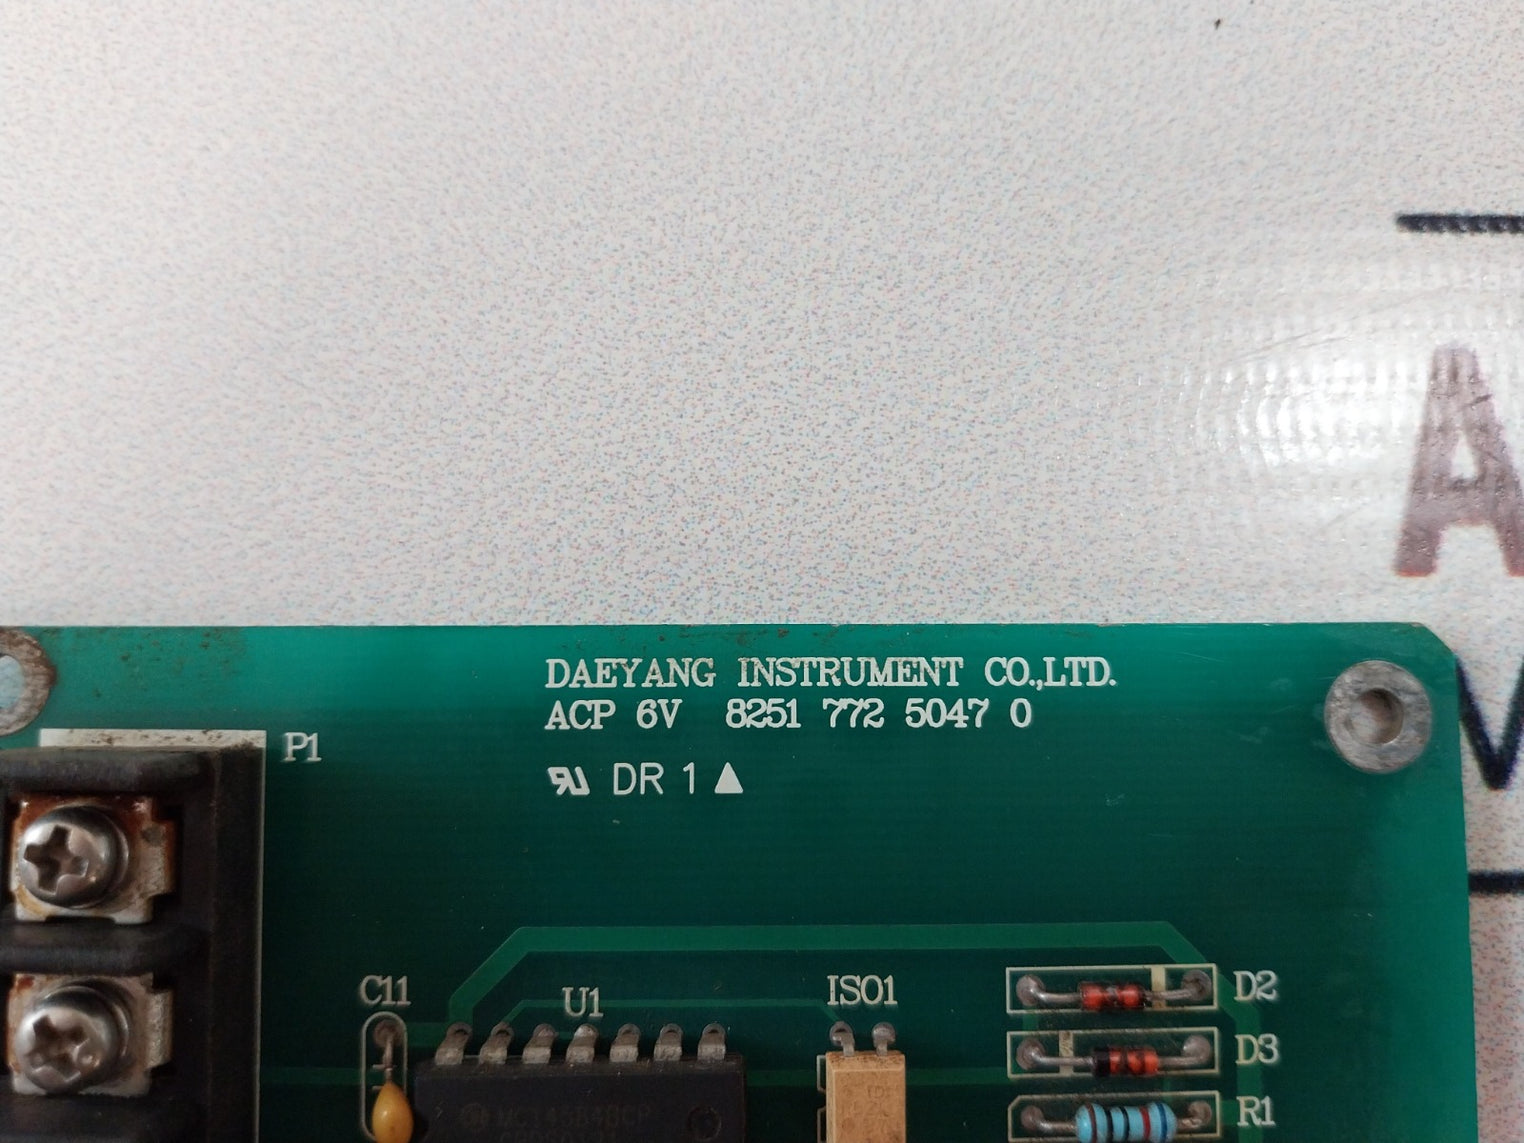 DAEYANG INSTRUMENT CO.,LTD.
ACP 6V 8251 772 5047 0
DR 1 ▲
P1
C11
U1
ISO1
D2
D3
R1
A